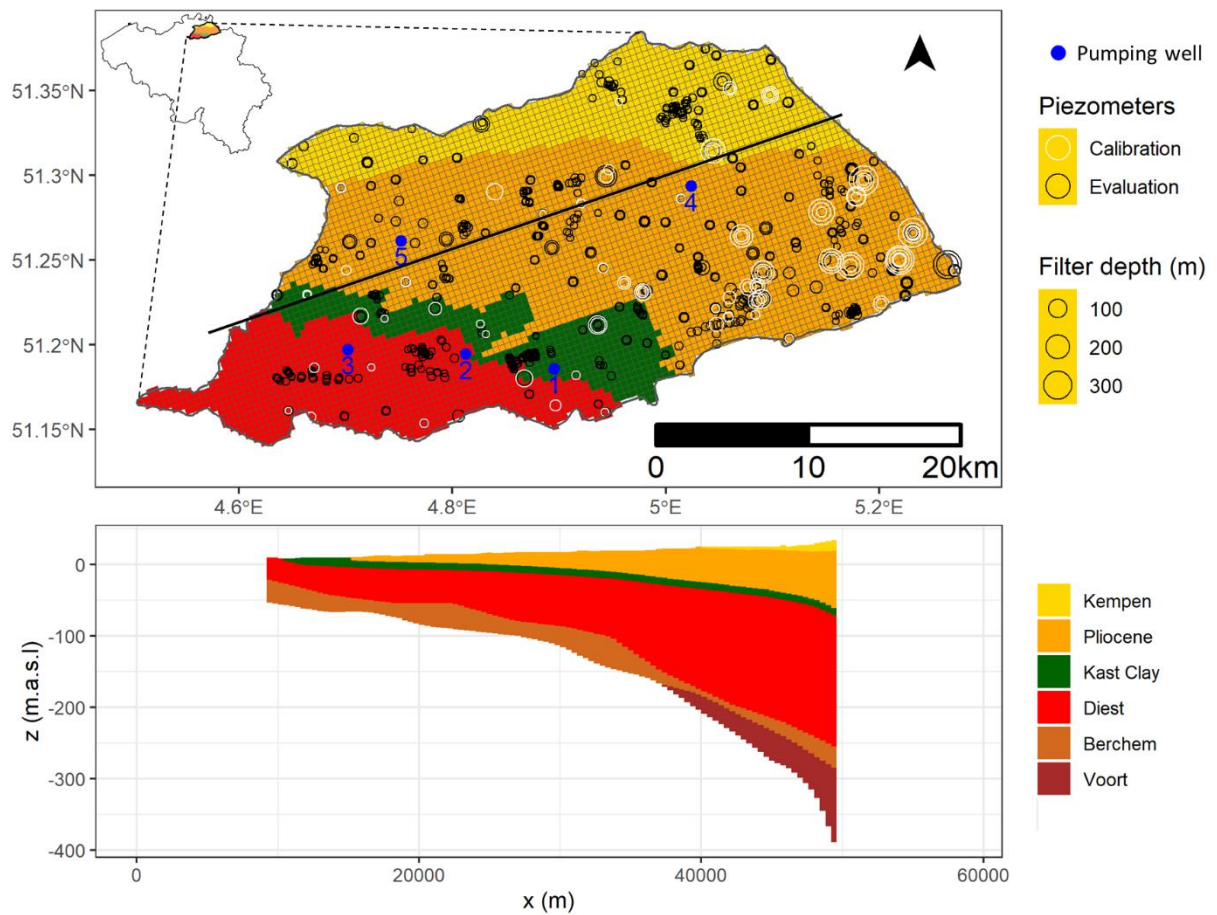 51.35°N
51.3°N
51.25°N
51.2°N
51.15°N
4.6°E
4.8°E
5°E
5.2°E
1
2
3
4
5
0
10
20km
Pumping well
Piezometers
Calibration
Evaluation
Filter depth (m)
100
200
300
z (m.a.s.l)
0
-100
-200
-300
-400
0
20000
40000
60000
x (m)
Kempen
Pliocene
Kast Clay
Diest
Berchem
Voort